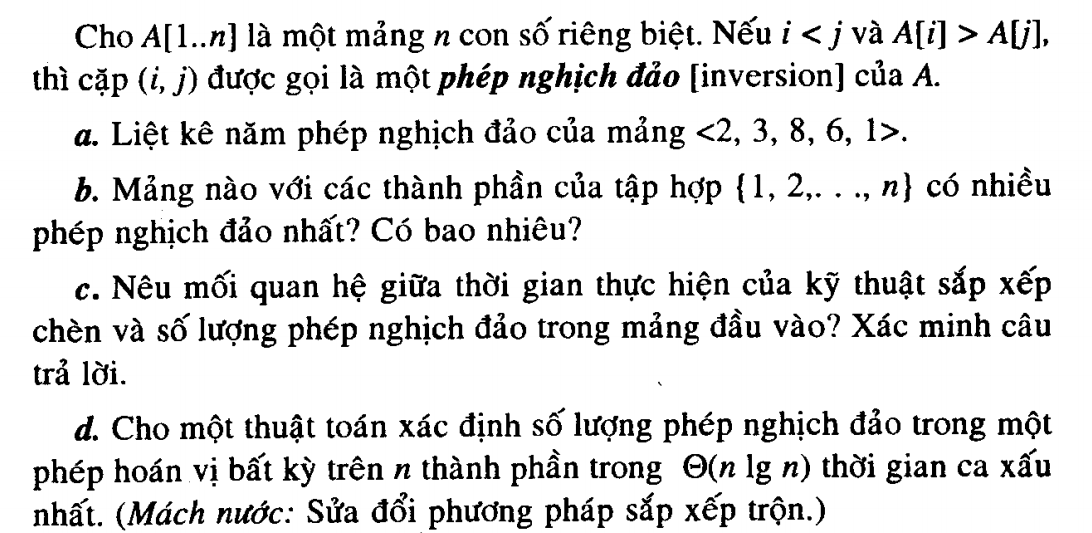 Cho A[1..n] là một mảng n con số riêng biệt. Nếu i < j và A[i] > A[j],
thì cặp (i, j) được gọi là một phép nghịch đảo [inversion] của A.
a. Liệt kê năm phép nghịch đảo của mảng <2, 3, 8, 6, 1>.
b. Mảng nào với các thành phần của tập hợp {1, 2,. . ., n} có nhiều
phép nghịch đảo nhất? Có bao nhiêu?
c. Nêu mối quan hệ giữa thời gian thực hiện của kỹ thuật sắp xếp
chèn và số lượng phép nghịch đảo trong mảng đầu vào? Xác minh câu
trả lời.
d. Cho một thuật toán xác định số lượng phép nghịch đảo trong một
phép hoán vị bất kỳ trên n thành phần trong Θ(n lg n) thời gian ca xấu
nhất. (Mách nước: Sửa đổi phương pháp sắp xếp trộn.)